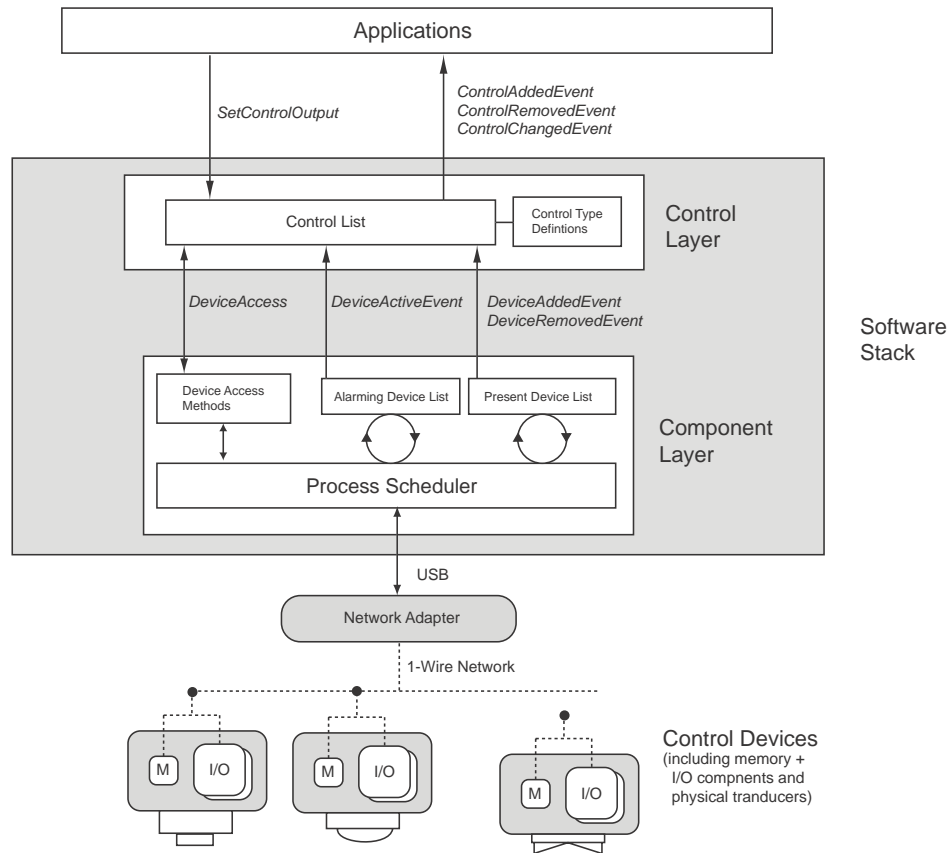 Applications
SetControlOutput
ControlAddedEvent
ControlRemovedEvent
ControlChangedEvent
Control List
Control Type
Defintions
Control
Layer
DeviceAccess
DeviceActiveEvent
DeviceAddedEvent
DeviceRemovedEvent
Software
Stack
Device Access
Methods
Alarming Device List
Present Device List
Component
Layer
Process Scheduler
USB
Network Adapter
1-Wire Network
M
I/O
M
I/O
M
I/O
Control Devices
(including memory +
I/O compnents and
physical tranducers)